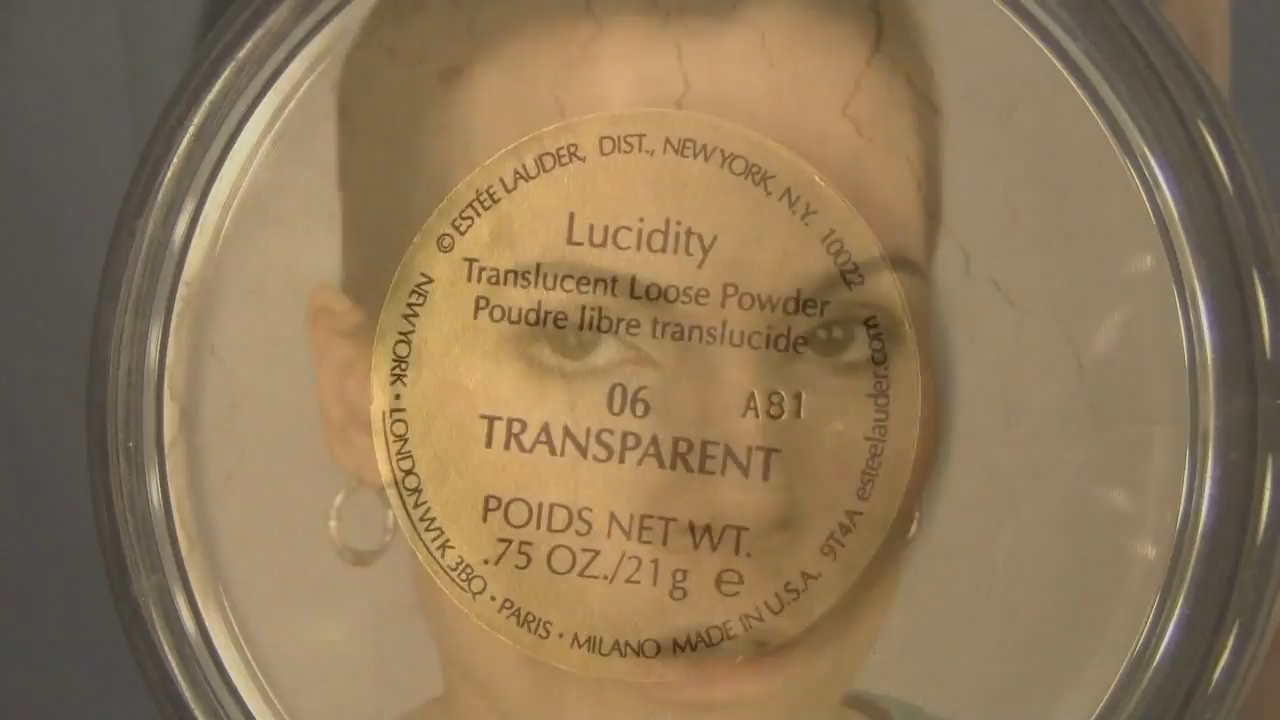 © ESTĒE LAUDER, DIST., NEW YORK, N.Y. 10022
Lucidity
Translucent Loose Powder
Poudre libre translucide
06 A81
TRANSPARENT
POIDS NET WT.
.75 OZ./21g e
NEW YORK • LONDON W1K 3BQ • PARIS • MILANO MADE IN U.S.A. 9T4A esteelauder.com